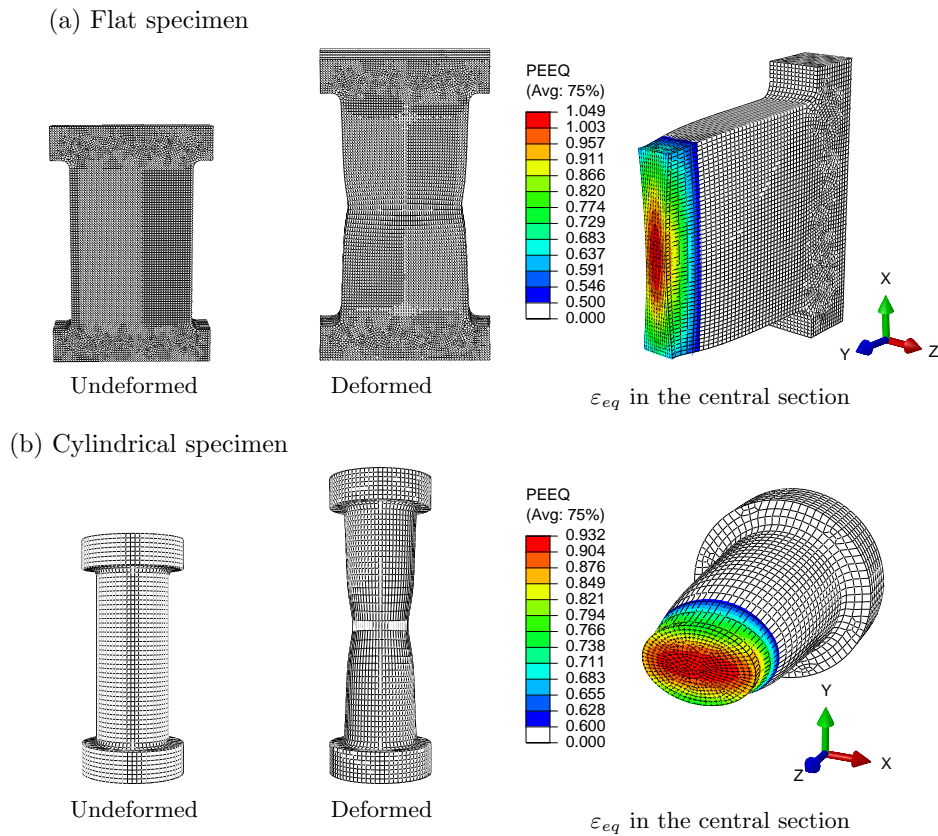 (a) Flat specimen
PEEQ
(Avg: 75%)
1.049
1.003
0.957
0.911
0.866
0.820
0.774
0.729
0.683
0.637
0.591
0.546
0.500
0.000
X
Y
Z
Undeformed
Deformed
εeq in the central section
(b) Cylindrical specimen
PEEQ
(Avg: 75%)
0.932
0.904
0.876
0.849
0.821
0.794
0.766
0.738
0.711
0.683
0.655
0.628
0.600
0.000
Y
Z
X
Undeformed
Deformed
εeq in the central section